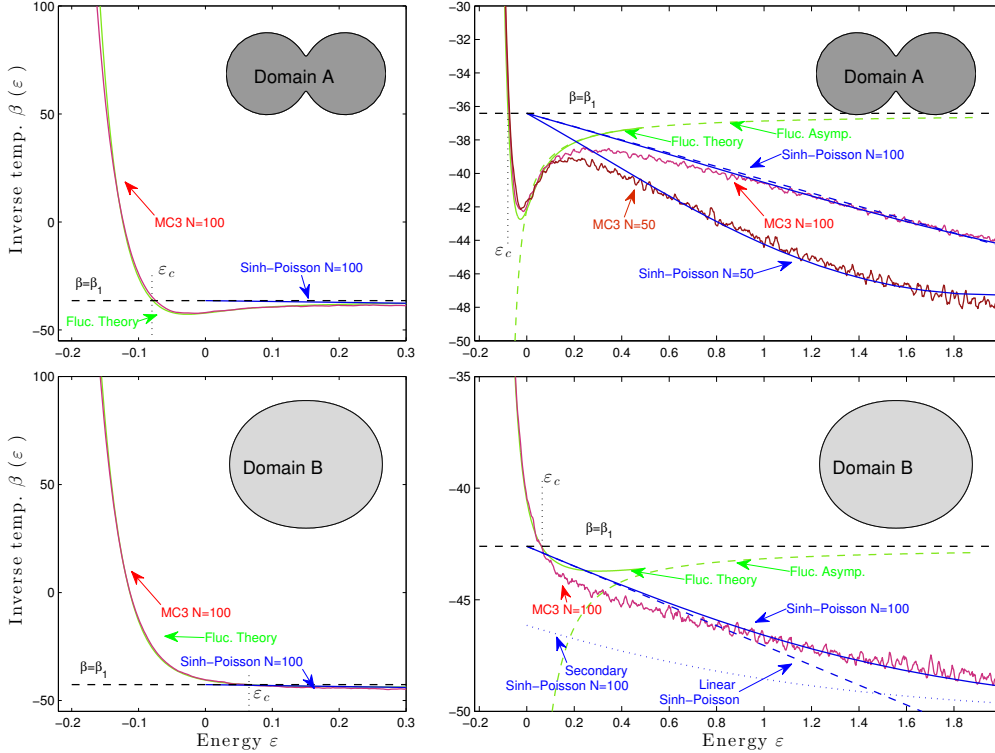 100
50
0
−50
−0.2
−0.1
0
0.1
0.2
0.3
Inverse temp. β (ε
Domain A
MC3 N=100
ε_c
Sinh−Poisson N=100
β=β_1
Fluc. Theory
−30
−32
−34
−36
−38
−40
−42
−44
−46
−48
−50
−0.2
0
0.2
0.4
0.6
0.8
1
1.2
1.4
1.6
1.8
Domain A
β=β_1
Fluc. Theory
Fluc. Asymp.
Sinh−Poisson N=100
MC3 N=50
MC3 N=100
ε_c
Sinh−Poisson N=50
100
50
0
−50
−0.2
−0.1
0
0.1
0.2
0.3
Inverse temp. β (ε
Energy ε
Domain B
MC3 N=100
Fluc. Theory
Sinh−Poisson N=100
β=β_1
ε_c
−35
−40
−45
−50
−0.2
0
0.2
0.4
0.6
0.8
1
1.2
1.4
1.6
1.8
Energy ε
Domain B
ε_c
β=β_1
Fluc. Theory
Fluc. Asymp.
MC3 N=100
Sinh−Poisson N=100
Secondary
Sinh−Poisson N=100
Linear
Sinh−Poisson